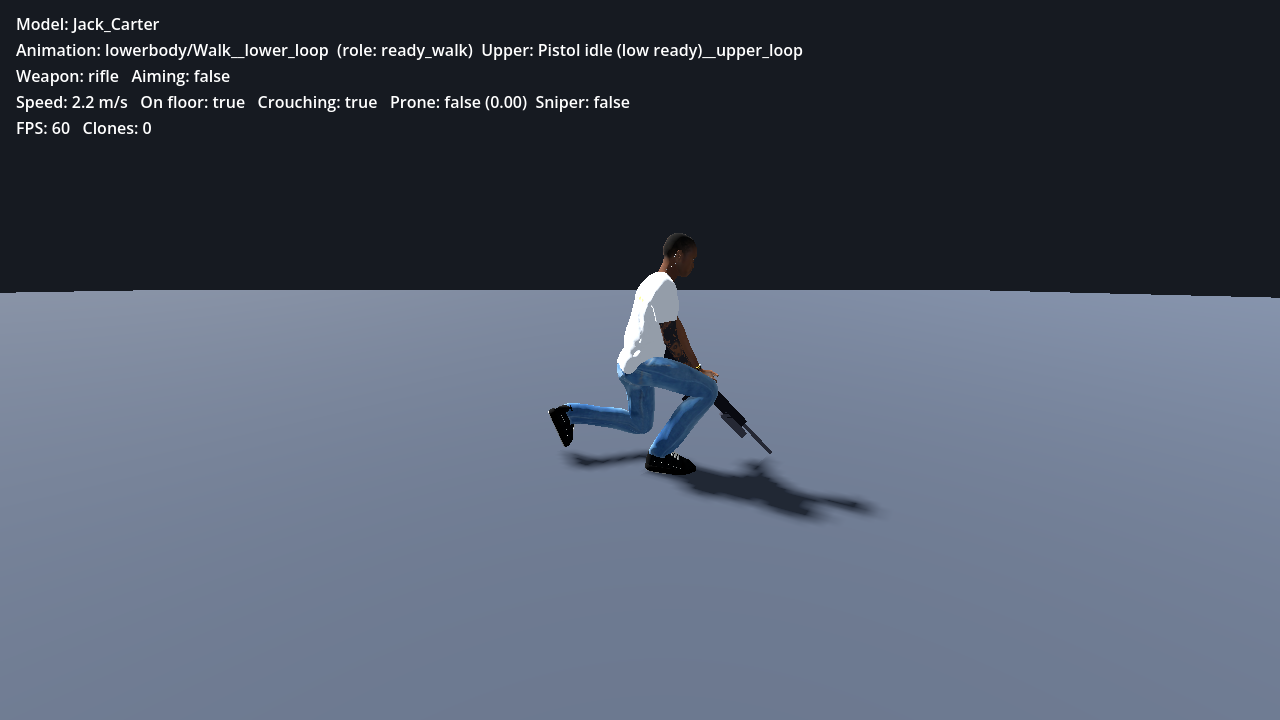 Model: Jack_Carter
Animation: lowerbody/Walk__lower_loop  (role: ready_walk)  Upper: Pistol idle (low ready)__upper_loop
Weapon: rifle   Aiming: false
Speed: 2.2 m/s   On floor: true   Crouching: true   Prone: false (0.00)  Sniper: false
FPS: 60   Clones: 0